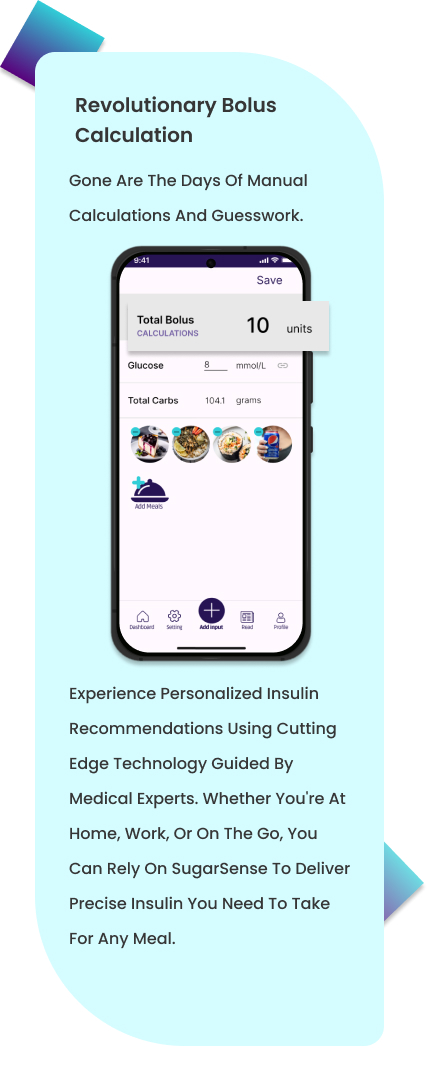 Revolutionary Bolus
Calculation
Gone Are The Days Of Manual
Calculations And Guesswork.
9:41
Save
Total Bolus 10 units
CALCULATIONS
Glucose 8 mmol/L
Total Carbs 104.1 grams
Add Meals
Dashboard Setting Add Input Read Profile
Experience Personalized Insulin
Recommendations Using Cutting
Edge Technology Guided By
Medical Experts. Whether You're At
Home, Work, Or On The Go, You
Can Rely On SugarSense To Deliver
Precise Insulin You Need To Take
For Any Meal.